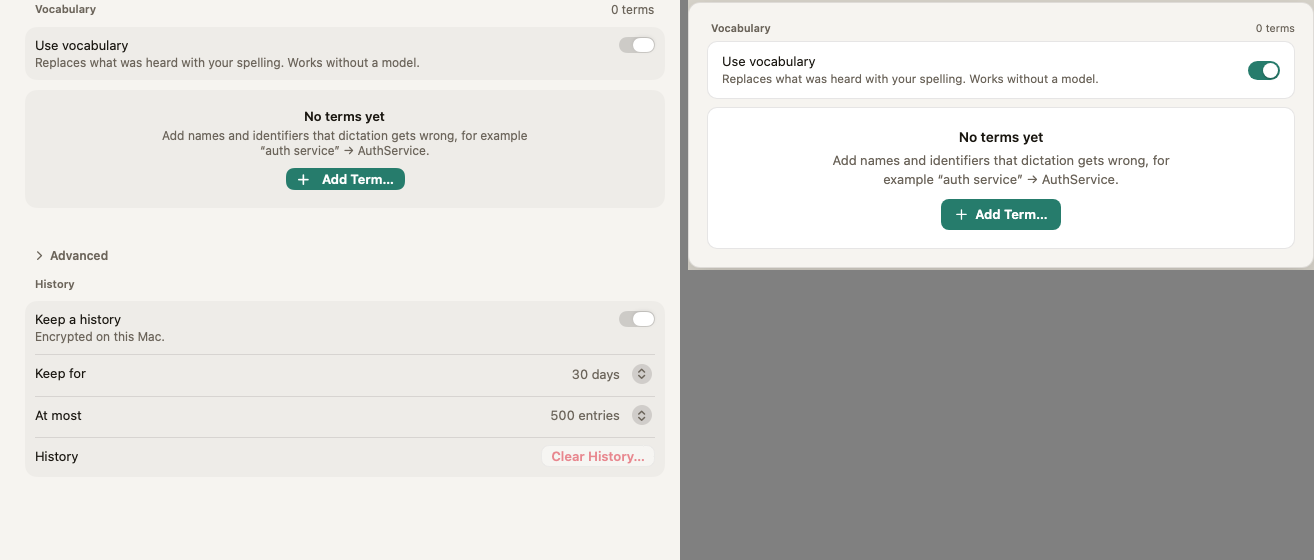 Vocabulary
0 terms
Use vocabulary
Replaces what was heard with your spelling. Works without a model.
No terms yet
Add names and identifiers that dictation gets wrong, for example
“auth service” → AuthService.
+ Add Term...
Advanced
History
Keep a history
Encrypted on this Mac.
Keep for
30 days
At most
500 entries
History
Clear History...
Vocabulary
0 terms
Use vocabulary
Replaces what was heard with your spelling. Works without a model.
No terms yet
Add names and identifiers that dictation gets wrong, for
example “auth service” → AuthService.
+ Add Term...